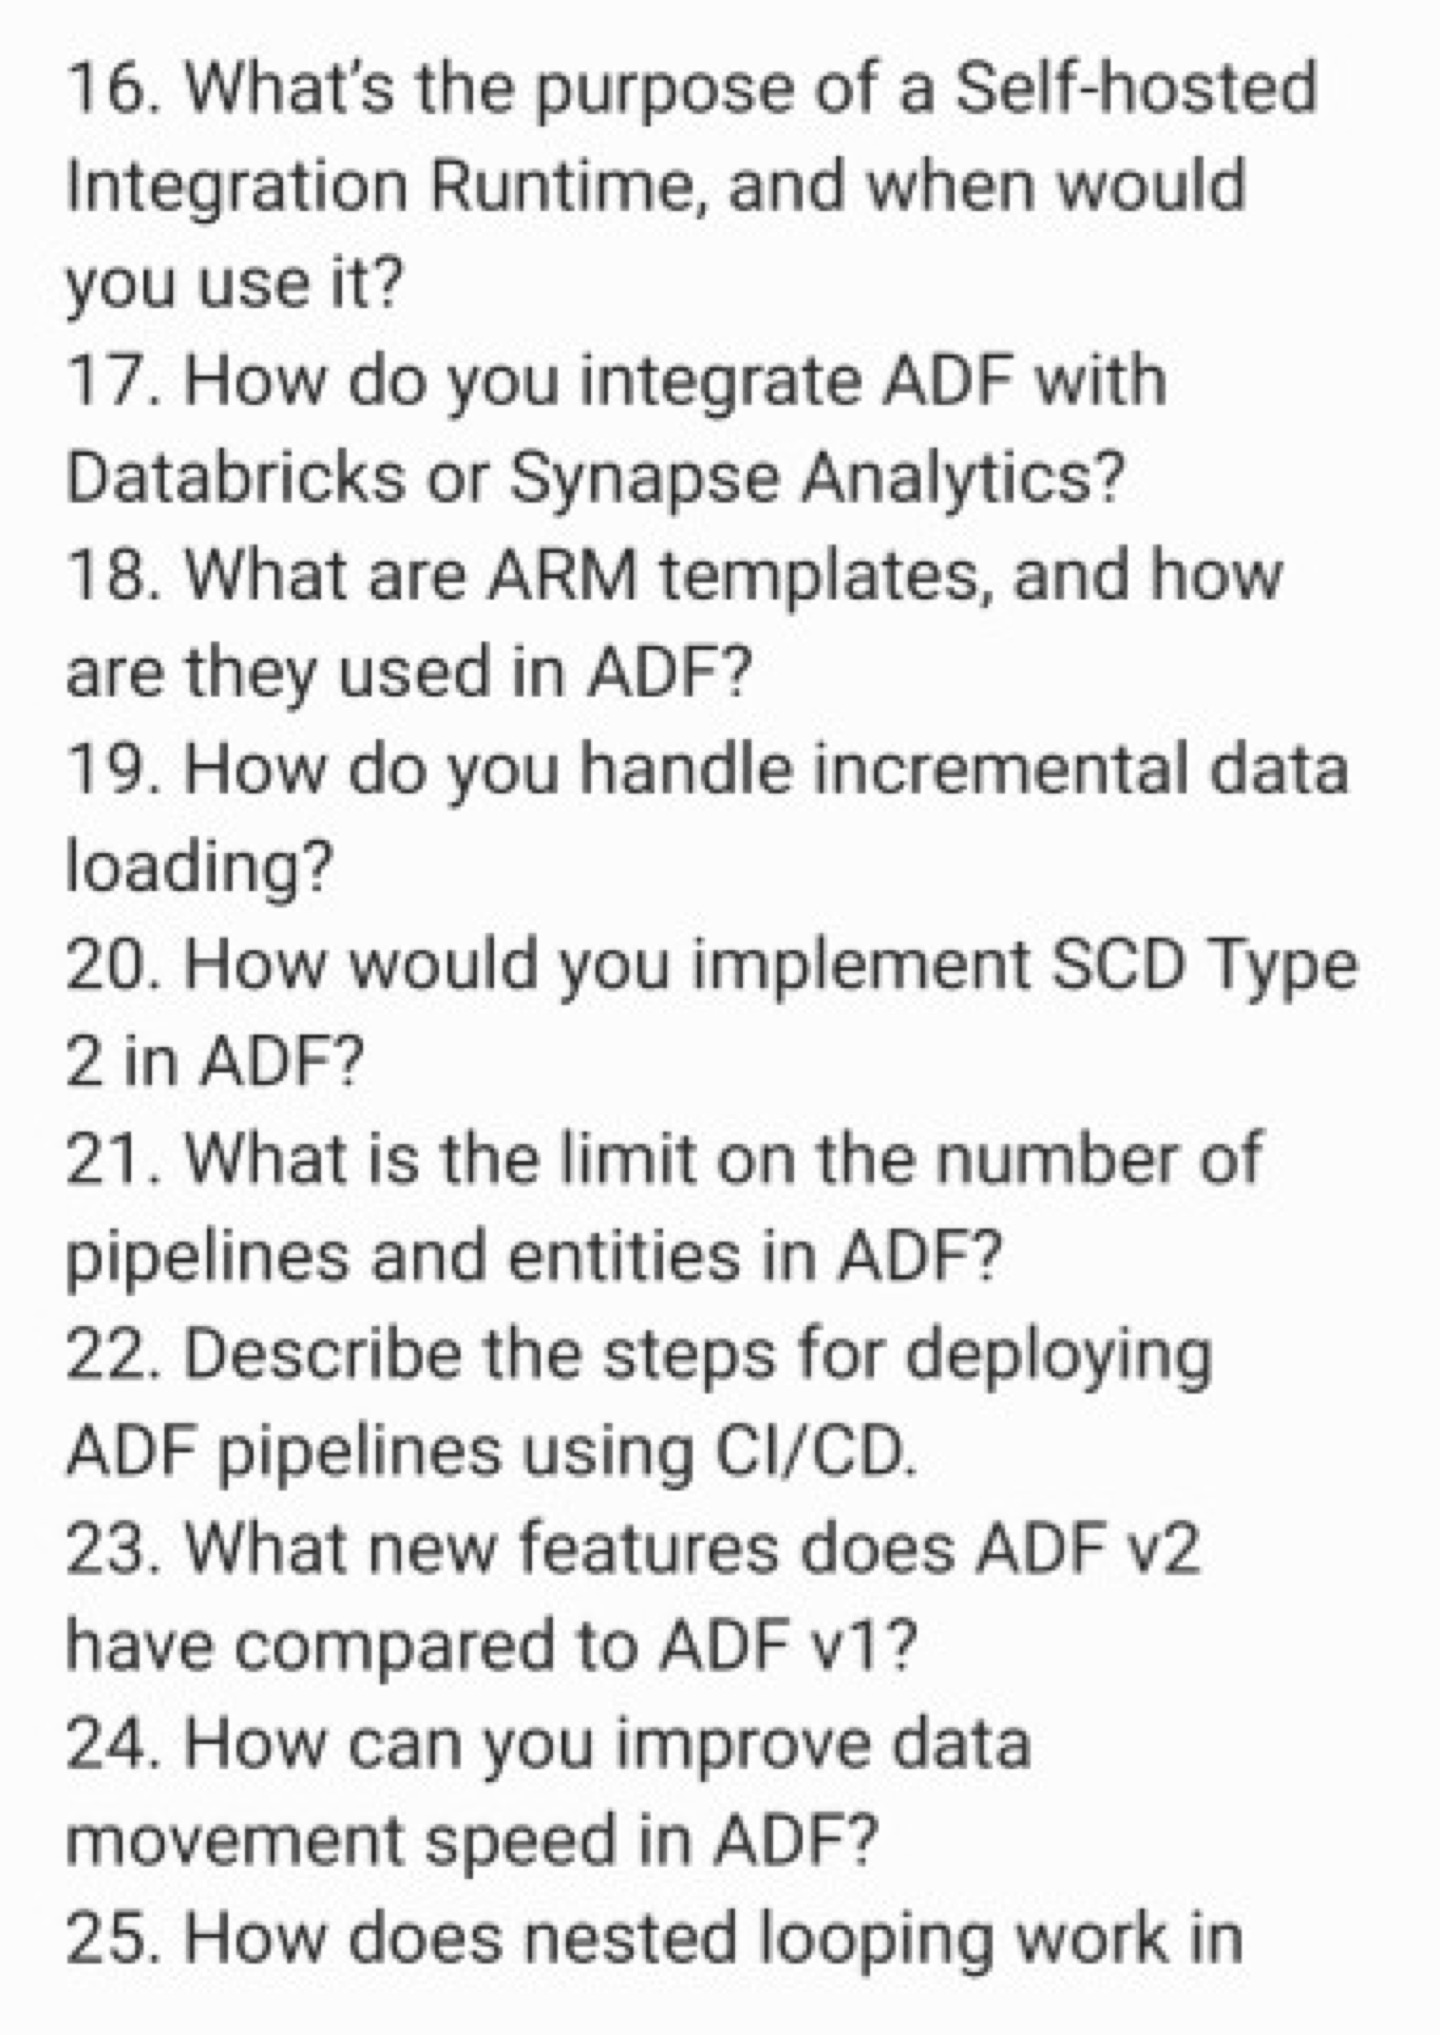 16. What's the purpose of a Self-hosted
Integration Runtime, and when would
you use it?
17. How do you integrate ADF with
Databricks or Synapse Analytics?
18. What are ARM templates, and how
are they used in ADF?
19. How do you handle incremental data
loading?
20. How would you implement SCD Type
2 in ADF?
21. What is the limit on the number of
pipelines and entities in ADF?
22. Describe the steps for deploying
ADF pipelines using CI/CD.
23. What new features does ADF v2
have compared to ADF v1?
24. How can you improve data
movement speed in ADF?
25. How does nested looping work in